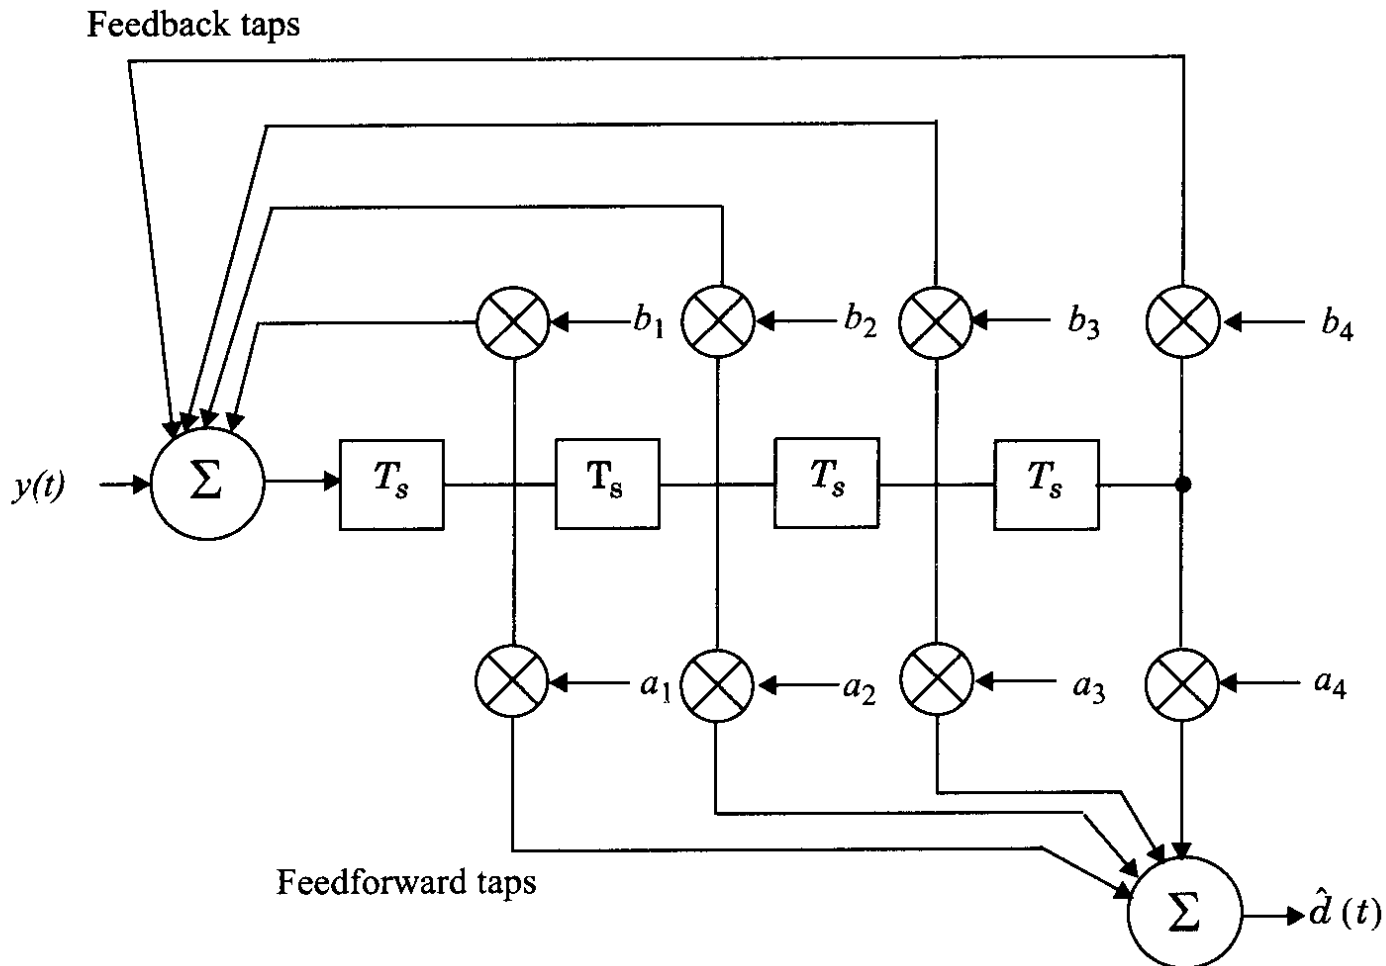 Feedback taps
b₁ b₂ b₃ b₄
y(t) Σ Tₛ Tₛ Tₛ Tₛ
a₁ a₂ a₃ a₄
Feedforward taps
Σ d̂ (t)